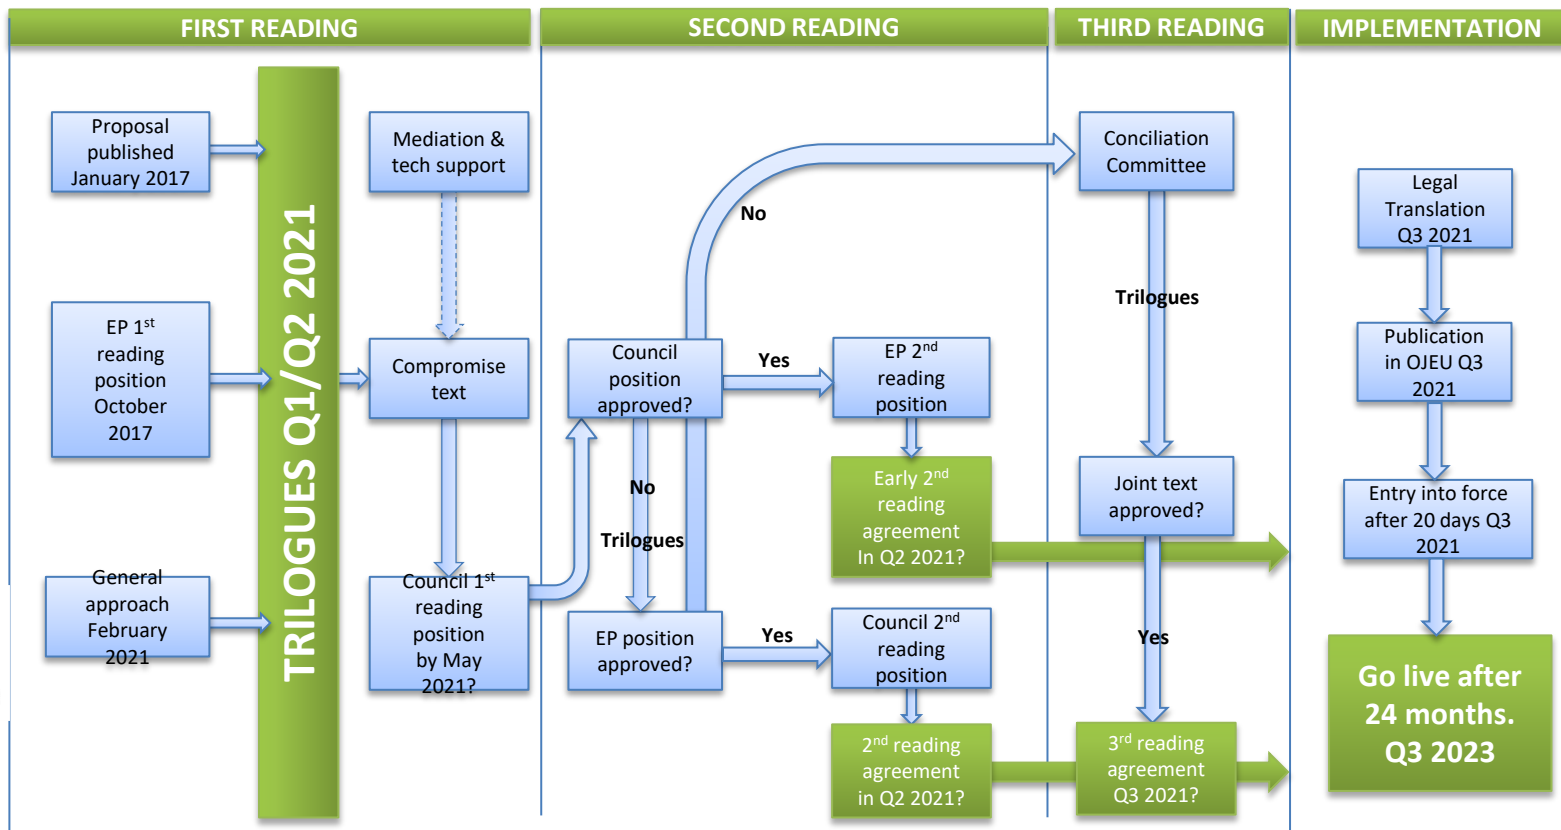 FIRST READING
SECOND READING
THIRD READING
IMPLEMENTATION
Proposal
published
January 2017
EP 1st
reading
position
October
2017
General
approach
February
2021
TRILOGUES Q1/Q2 2021
Mediation &
tech support
Compromise
text
Council 1st
reading
position
by May
2021?
Council
position
approved?
No
Trilogues
EP position
approved?
No
Yes
EP 2nd
reading
position
Early 2nd
reading
agreement
In Q2 2021?
Yes
Council 2nd
reading
position
2nd reading
agreement
in Q2 2021?
Conciliation
Committee
Trilogues
Joint text
approved?
Yes
3rd reading
agreement
Q3 2021?
Legal
Translation
Q3 2021
Publication
in OJEU Q3
2021
Entry into force
after 20 days Q3
2021
Go live after
24 months.
Q3 2023